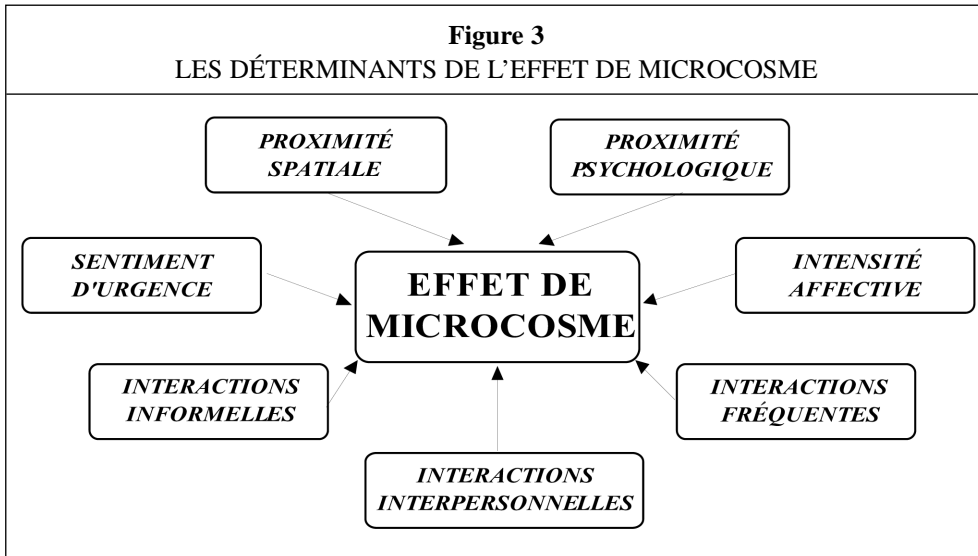 Figure 3
LES DÉTERMINANTS DE L'EFFET DE MICROCOSME
PROXIMITÉ
SPATIALE
PROXIMITÉ
PSYCHOLOGIQUE
SENTIMENT
D'URGENCE
EFFET DE
MICROCOSME
INTENSITÉ
AFFECTIVE
INTERACTIONS
INFORMELLES
INTERACTIONS
FRÉQUENTES
INTERACTIONS
INTERPERSONNELLES